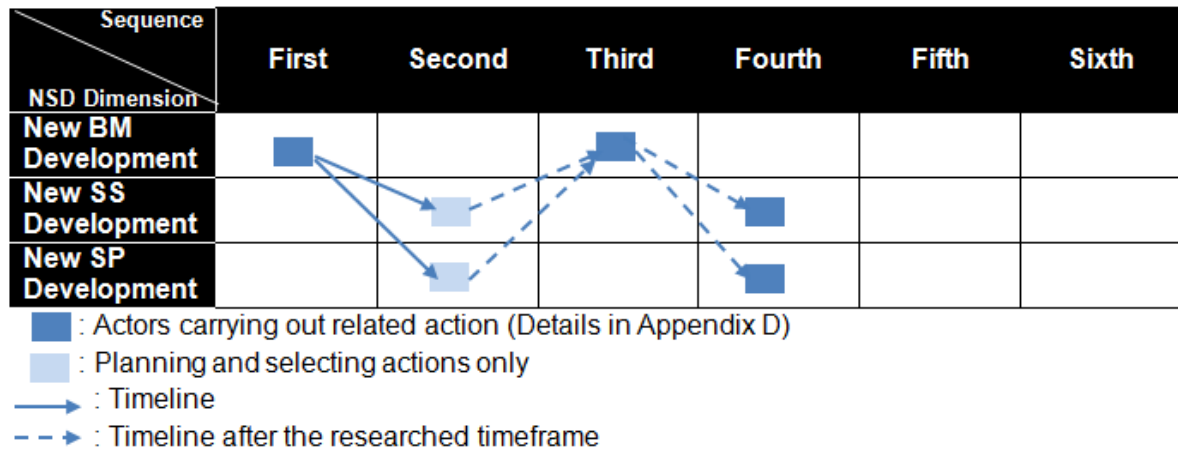 Sequence
NSD Dimension
First Second Third Fourth Fifth Sixth
New BM
Development
New SS
Development
New SP
Development
: Actors carrying out related action (Details in Appendix D)
: Planning and selecting actions only
: Timeline
: Timeline after the researched timeframe